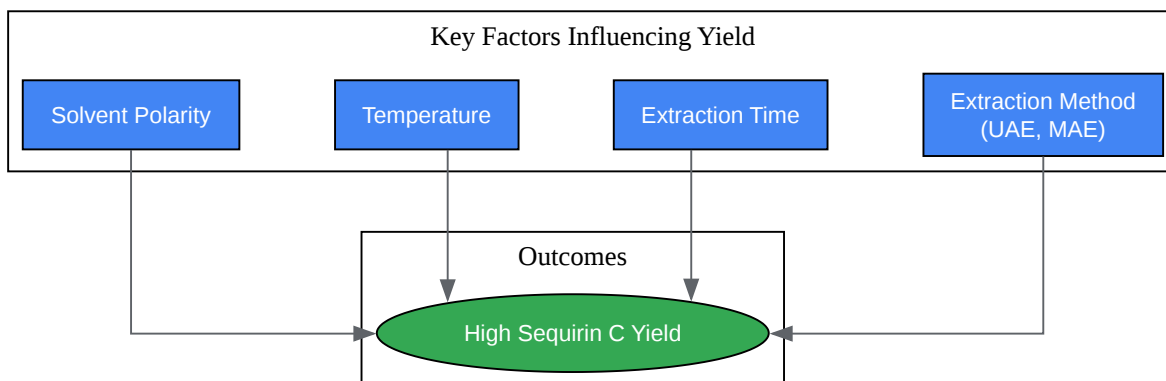 Key Factors Influencing Yield
Solvent Polarity
Temperature
Extraction Time
Extraction Method
(UAE, MAE)
Outcomes
High Sequirin C Yield